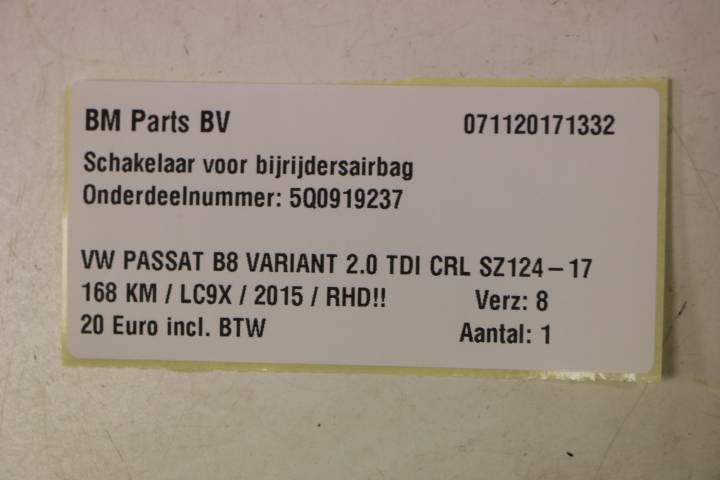 BM Parts BV 071120171332
Schakelaar voor bijrijdersairbag
Onderdeelnummer: 5Q0919237
VW PASSAT B8 VARIANT 2.0 TDI CRL SZ124-17
168 KM / LC9X / 2015 / RHD!! Verz: 8
20 Euro incl. BTW Aantal: 1